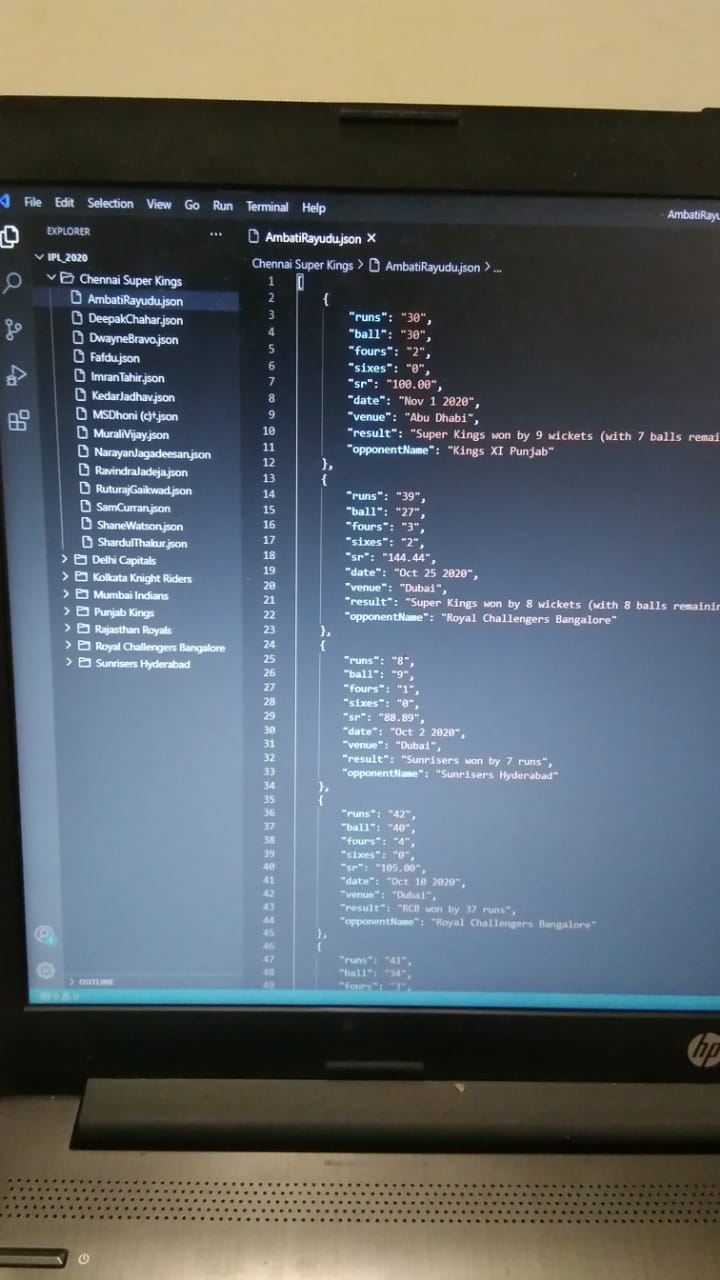 File Edit Selection View Go Run Terminal Help
AmbatiRayu
EXPLORER ...
IPL_2020
Chennai Super Kings
AmbatiRayudu.json
DeepakChahar.json
DwayneBravo.json
Fafdu.json
ImranTahir.json
KedarJadhav.json
MSDhoni (c)†.json
MuraliVijay.json
NarayanJagadeesan.json
RavindraJadeja.json
RuturajGaikwad.json
SamCurran.json
ShaneWatson.json
ShardulThakur.json
Delhi Capitals
Kolkata Knight Riders
Mumbai Indians
Punjab Kings
Rajasthan Royals
Royal Challengers Bangalore
Sunrisers Hyderabad
OUTLINE
AmbatiRayudu.json ×
Chennai Super Kings > AmbatiRayudu.json > ...
1 [
2 {
3 "runs": "30",
4 "ball": "30",
5 "fours": "2",
6 "sixes": "0",
7 "sr": "100.00",
8 "date": "Nov 1 2020",
9 "venue": "Abu Dhabi",
10 "result": "Super Kings won by 9 wickets (with 7 balls remai
11 "opponentName": "Kings XI Punjab"
12 },
13 {
14 "runs": "39",
15 "ball": "27",
16 "fours": "3",
17 "sixes": "2",
18 "sr": "144.44",
19 "date": "Oct 25 2020",
20 "venue": "Dubai",
21 "result": "Super Kings won by 8 wickets (with 8 balls remainin
22 "opponentName": "Royal Challengers Bangalore"
23 },
24 {
25 "runs": "8",
26 "ball": "9",
27 "fours": "1",
28 "sixes": "0",
29 "sr": "88.89",
30 "date": "Oct 2 2020",
31 "venue": "Dubai",
32 "result": "Sunrisers won by 7 runs",
33 "opponentName": "Sunrisers Hyderabad"
34 },
35 {
36 "runs": "42",
37 "ball": "40",
38 "fours": "4",
39 "sixes": "0",
40 "sr": "105.00",
41 "date": "Oct 10 2020",
42 "venue": "Dubai",
43 "result": "RCB won by 37 runs",
44 "opponentName": "Royal Challengers Bangalore"
45 },
46 {
47 "runs": "41",
48 "ball": "34",
49 "fours": "3",
hp